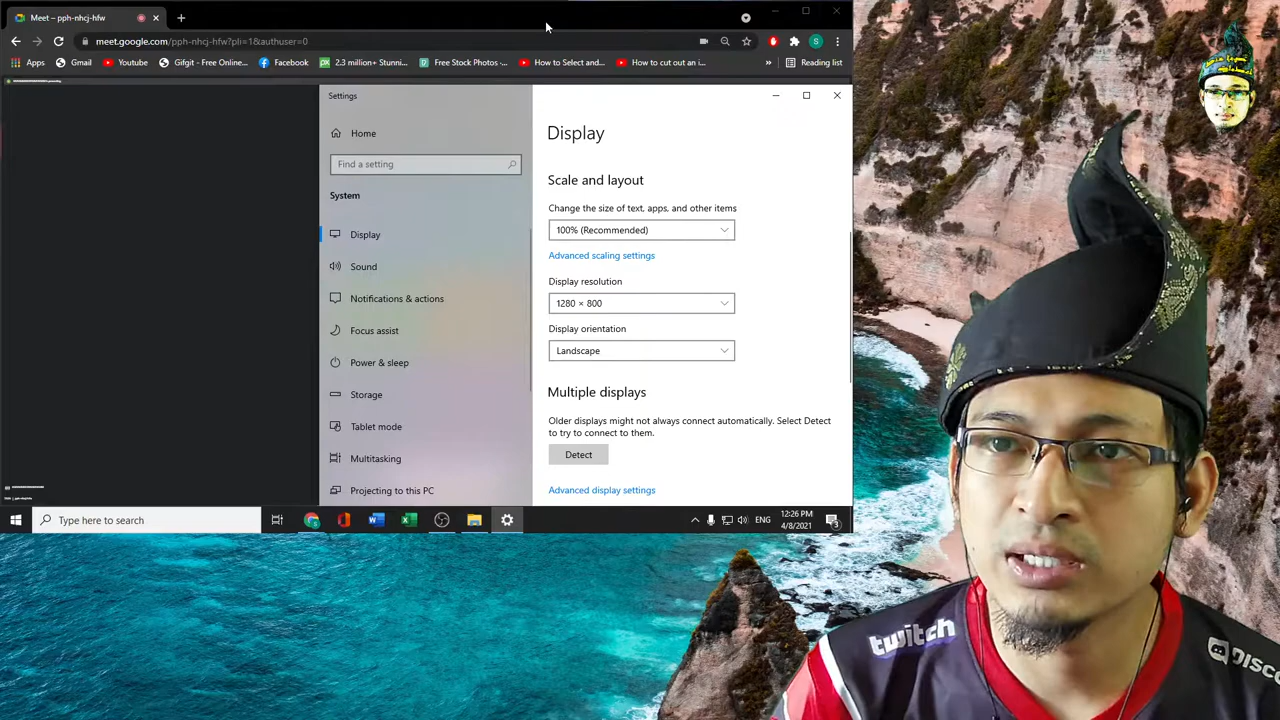 Meet – pph-nhcj-hfw
meet.google.com/pph-nhcj-hfw?pli=1&authuser=0
S
Apps
Gmail
Youtube
Gifgit - Free Onlin...
Facebook
2.3 million+ Stunni...
Free Stock Photos -...
How to Select and...
How to cut out an i...
»
Reading list
Settings
Home
Find a setting
System
Display
Sound
Notifications & actions
Focus assist
Power & sleep
Storage
Tablet mode
Multitasking
Projecting to this PC
Display
Scale and layout
Change the size of text, apps, and other items
100% (Recommended)
Advanced scaling settings
Display resolution
1280 × 800
Display orientation
Landscape
Multiple displays
Older displays might not always connect automatically. Select Detect
to try to connect to them.
Detect
Advanced display settings
Type here to search
ENG
12:26 PM
4/8/2021
3
twitch
DISCO